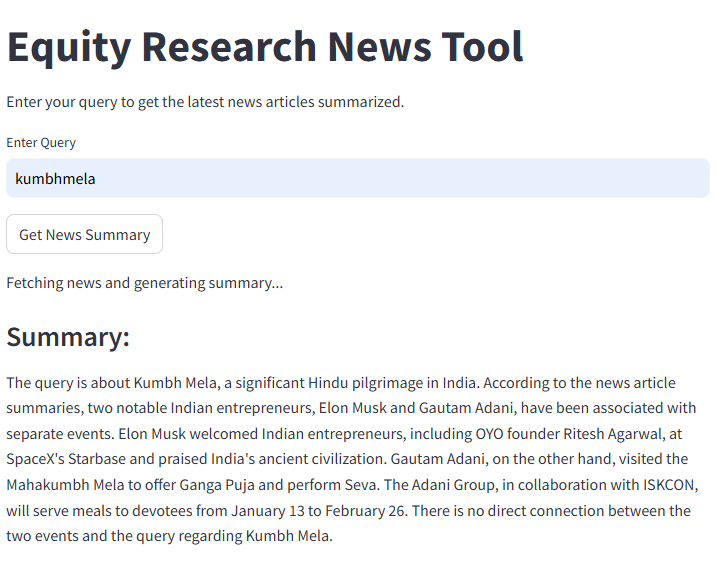 Equity Research News Tool
Enter your query to get the latest news articles summarized.
Enter Query
kumbhmela
Get News Summary
Fetching news and generating summary...
Summary:
The query is about Kumbh Mela, a significant Hindu pilgrimage in India. According to the news article
summaries, two notable Indian entrepreneurs, Elon Musk and Gautam Adani, have been associated with
separate events. Elon Musk welcomed Indian entrepreneurs, including OYO founder Ritesh Agarwal, at
SpaceX's Starbase and praised India's ancient civilization. Gautam Adani, on the other hand, visited the
Mahakumbh Mela to offer Ganga Puja and perform Seva. The Adani Group, in collaboration with ISKCON,
will serve meals to devotees from January 13 to February 26. There is no direct connection between the
two events and the query regarding Kumbh Mela.